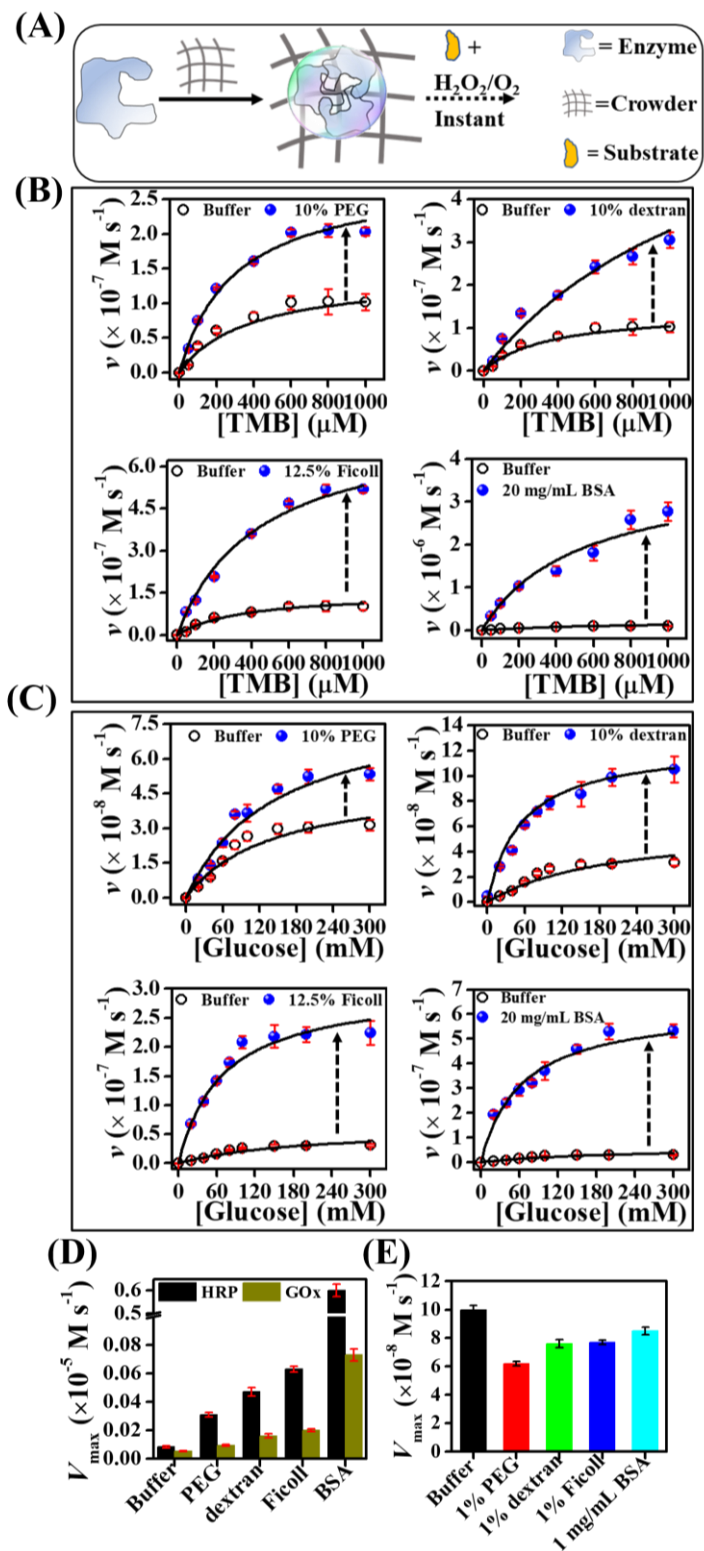 (A)
+
H₂O₂/O₂
Instant
= Enzyme
=Crowder
= Substrate
(B)
Buffer 10% PEG
2.0
1.5
1.0
0.5
0.0
v (× 10⁻⁷ M s⁻¹)
0 200 400 600 800 1000
[TMB] (μM)
Buffer 10% dextran
4
3
2
1
0
v (× 10⁻⁷ M s⁻¹)
0 200 400 600 800 1000
[TMB] (μM)
Buffer 12.5% Ficoll
6.0
4.5
3.0
1.5
0.0
v (× 10⁻⁷ M s⁻¹)
0 200 400 600 800 1000
[TMB] (μM)
Buffer
20 mg/mL BSA
4
3
2
1
0
v (× 10⁻⁶ M s⁻¹)
0 200 400 600 800 1000
[TMB] (μM)
(C)
Buffer 10% PEG
7.5
6.0
4.5
3.0
1.5
0.0
v (× 10⁻⁸ M s⁻¹)
0 60 120 180 240 300
[Glucose] (mM)
Buffer 10% dextran
14
12
10
8
6
4
2
0
v (× 10⁻⁸ M s⁻¹)
0 60 120 180 240 300
[Glucose] (mM)
Buffer 12.5% Ficoll
3.0
2.5
2.0
1.5
1.0
0.5
0.0
v (× 10⁻⁷ M s⁻¹)
0 60 120 180 240 300
[Glucose] (mM)
Buffer
20 mg/mL BSA
7
6
5
4
3
2
1
0
v (× 10⁻⁷ M s⁻¹)
0 60 120 180 240 300
[Glucose] (mM)
(D)
HRP GOx
0.6
0.5
0.08
0.06
0.04
0.02
0.00
Vmax (×10⁻⁵ M s⁻¹)
Buffer
PEG
dextran
Ficoll
BSA
(E)
12
10
8
6
4
2
0
Vmax (×10⁻⁸ M s⁻¹)
Buffer
1% PEG
1% dextran
1% Ficoll
1 mg/mL BSA